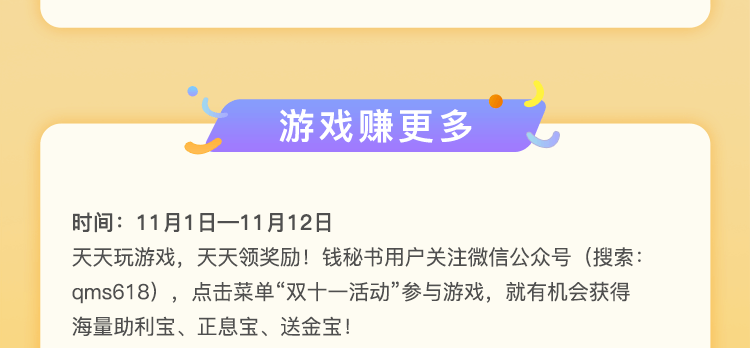 游戏赚更多
时间：11月1日—11月12日
天天玩游戏，天天领奖励！钱秘书用户关注微信公众号（搜索：
qms618），点击菜单“双十一活动”参与游戏，就有机会获得
海量助利宝、正息宝、送金宝！